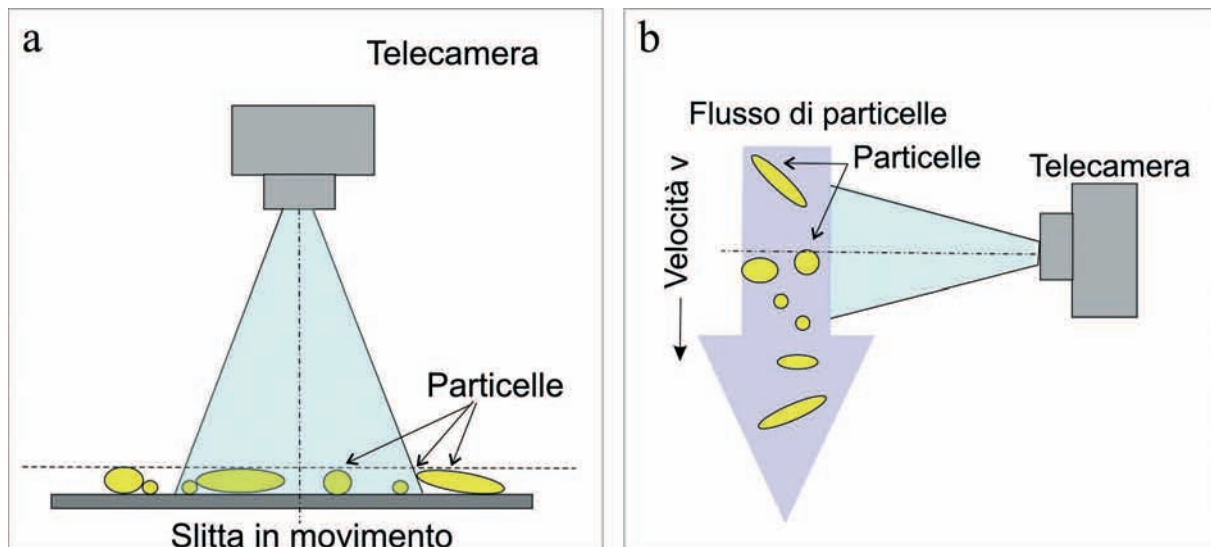 a
Telecamera
Particelle
Slitta in movimento
b
Flusso di particelle
Particelle
Telecamera
Velocità v